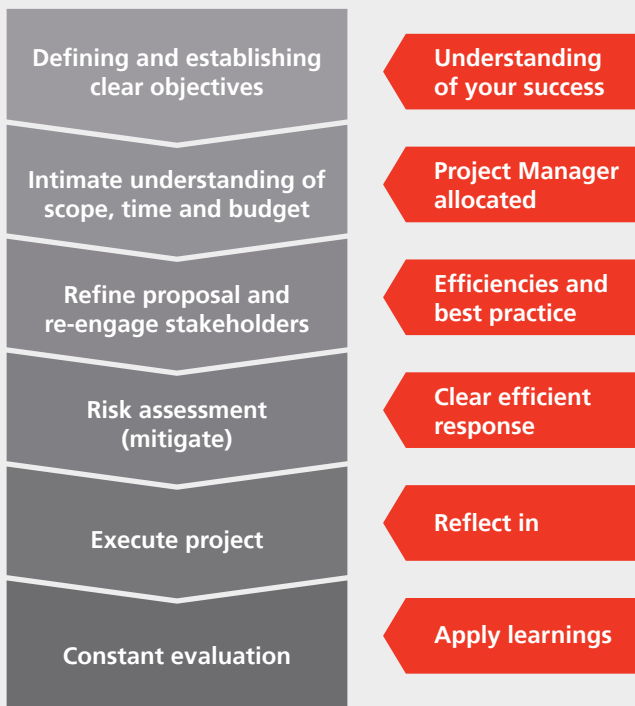 Defining and establishing
clear objectives
Understanding
of your success
Intimate understanding of
scope, time and budget
Project Manager
allocated
Refine proposal and
re-engage stakeholders
Efficiencies and
best practice
Risk assessment
(mitigate)
Clear efficient
response
Execute project
Reflect in
Constant evaluation
Apply learnings